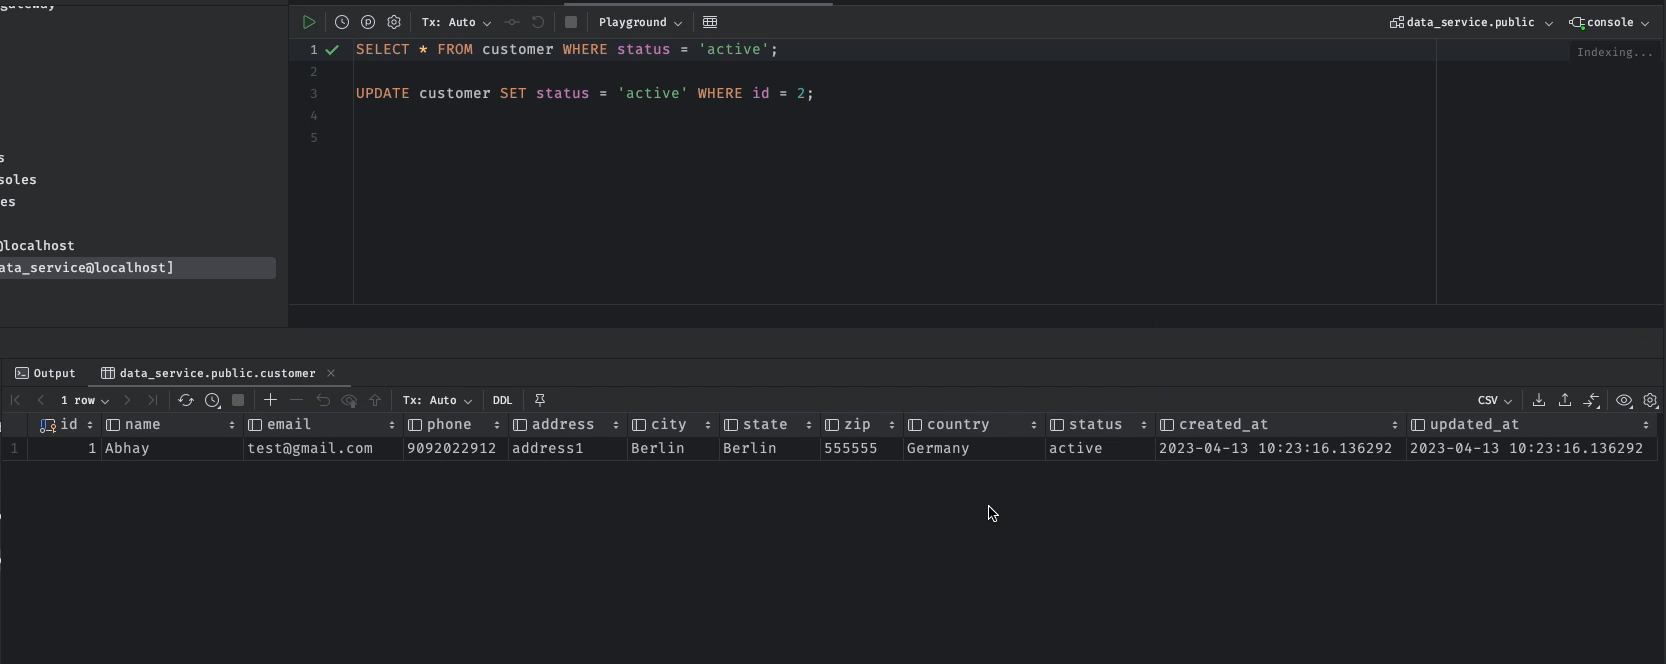 gateway
Tx: Auto Playground data_service.public console
1 SELECT * FROM customer WHERE status = 'active'; Indexing...
2
3 UPDATE customer SET status = 'active' WHERE id = 2;
4
5
s
soles
es
@localhost
ata_service@localhost]
Output data_service.public.customer
1 row Tx: Auto DDL CSV
id name email phone address city state zip country status created_at updated_at
1 1 Abhay test@gmail.com 9092022912 address1 Berlin Berlin 555555 Germany active 2023-04-13 10:23:16.136292 2023-04-13 10:23:16.136292